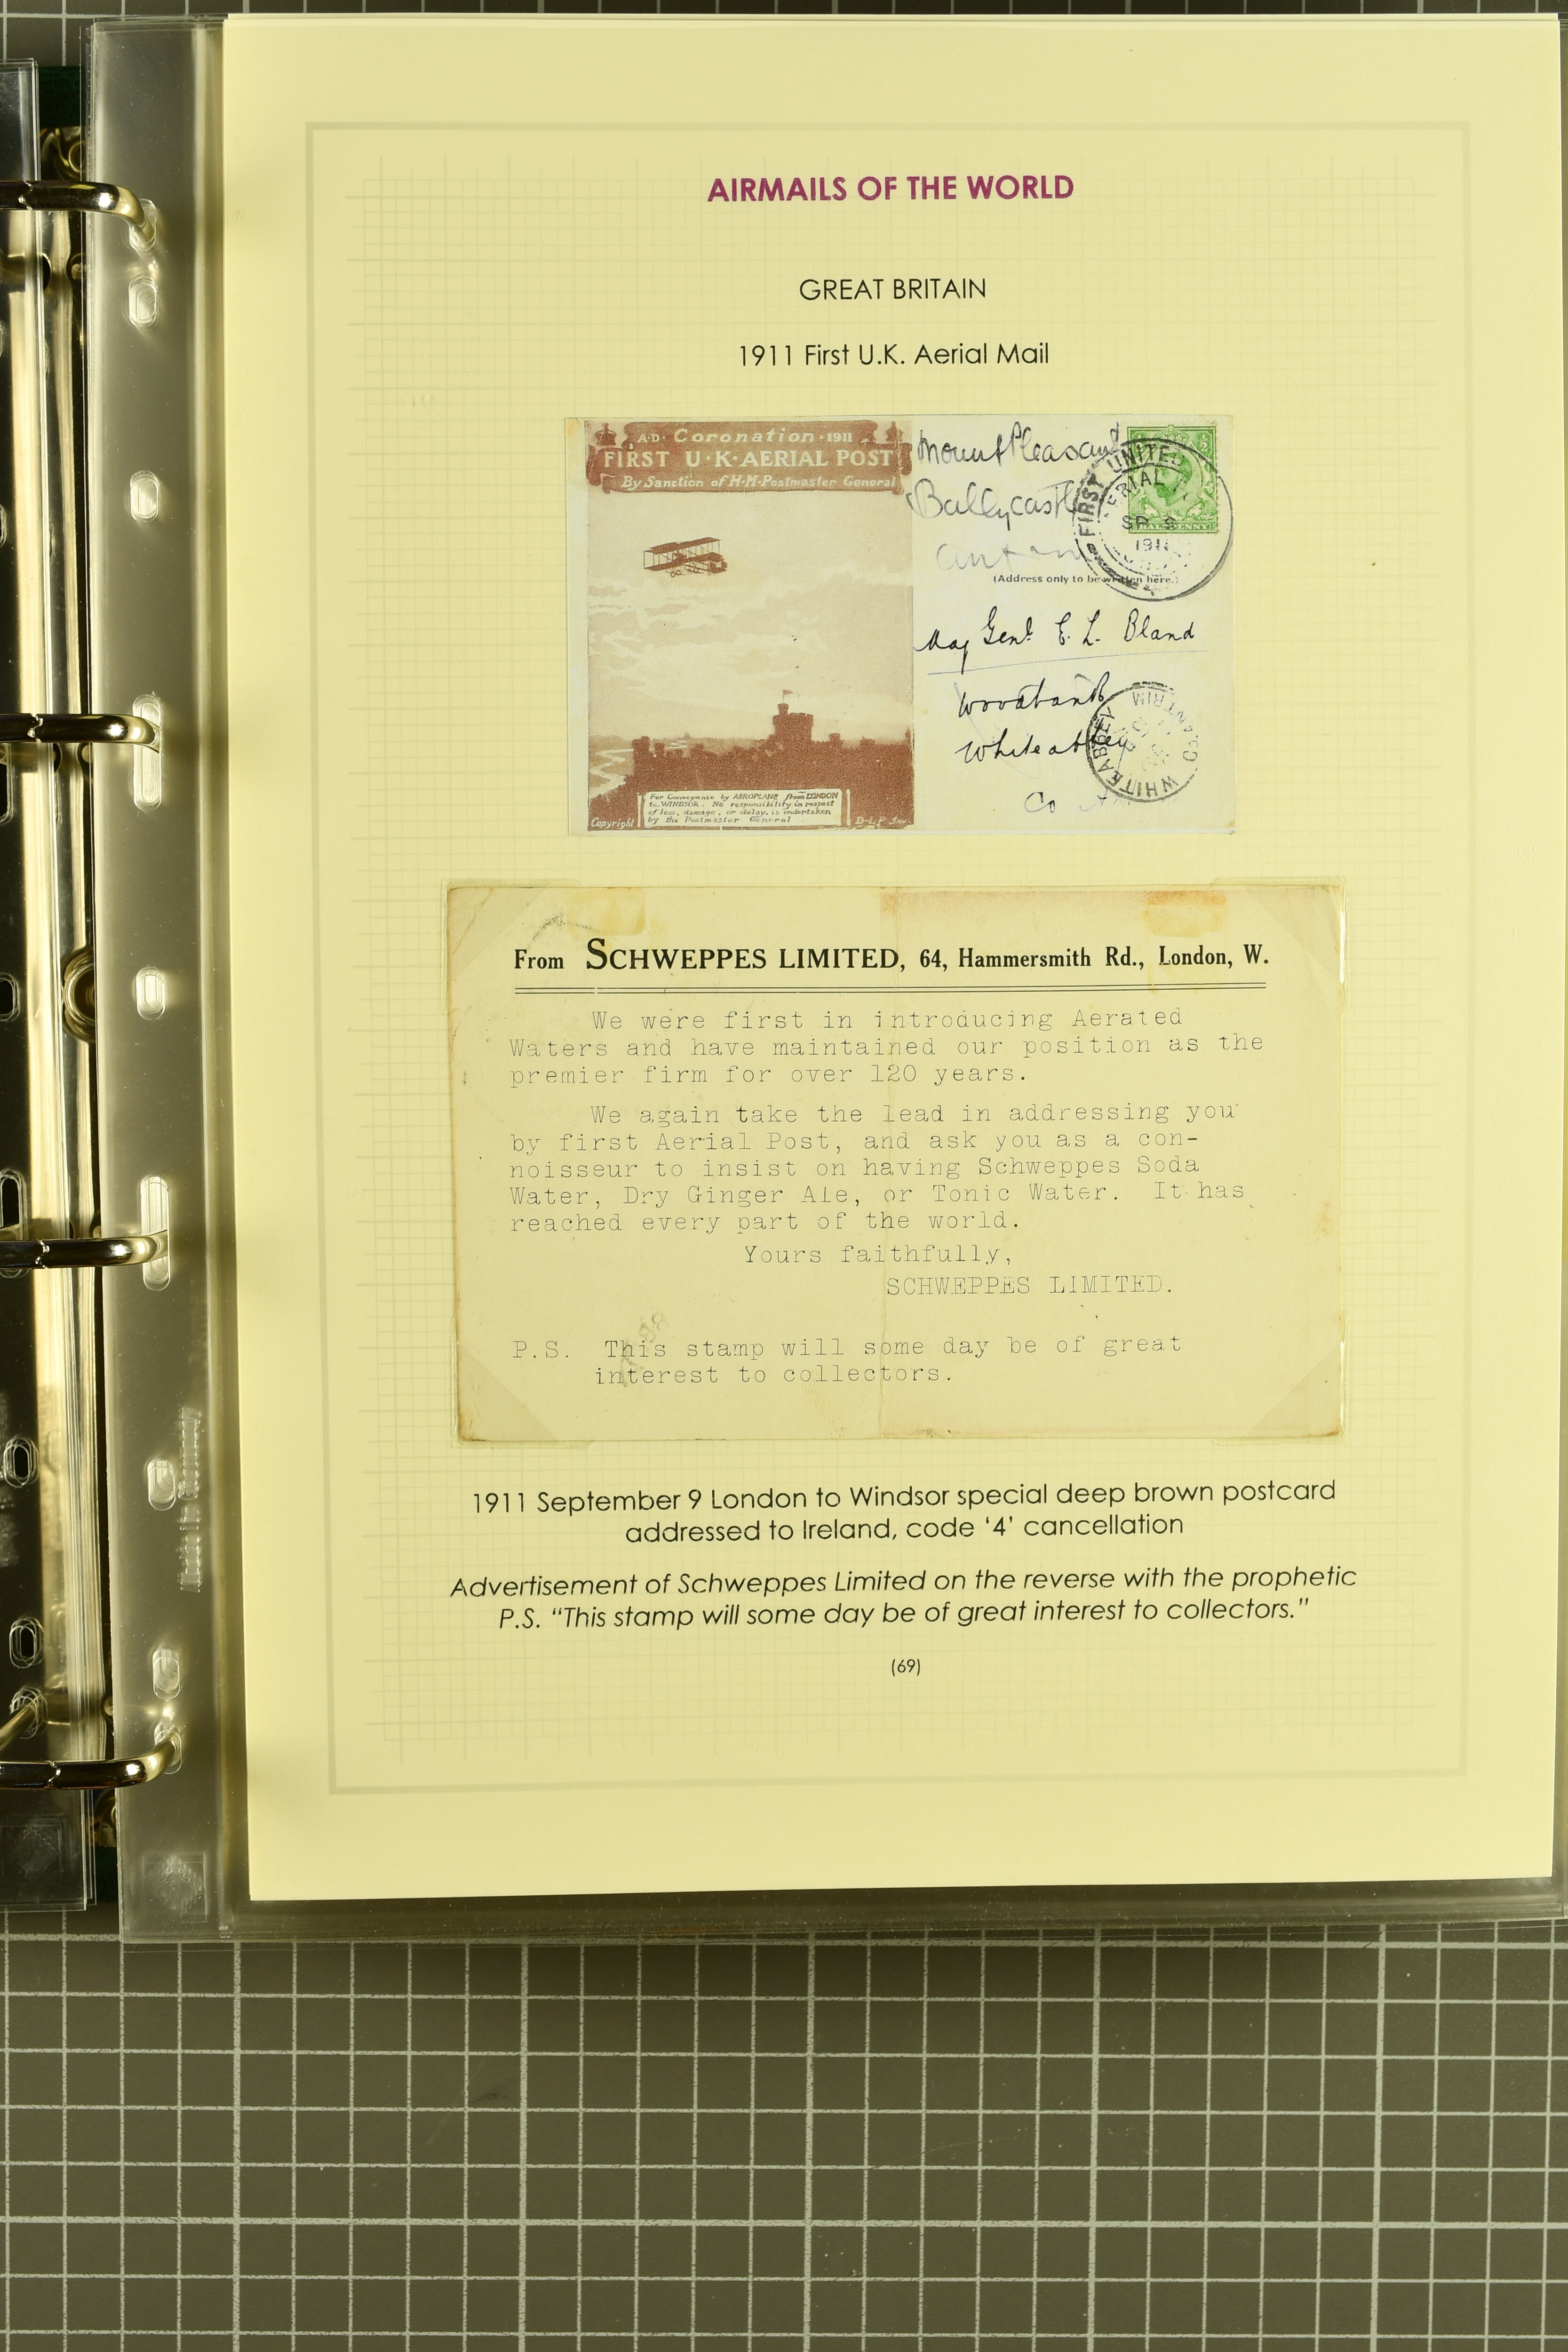 AIRMAILS OF THE WORLD
GREAT BRITAIN
1911 First U.K. Aerial Mail
A·D· Coronation · 1911
FIRST U·K·AERIAL POST
By Sanction of H·M·Postmaster General
For Conveyance by AEROPLANE from LONDON
to WINDSOR. No responsibility in respect
of loss, damage, or delay, is undertaken
by the Postmaster General
Copyright
Mount Pleasant
Ballycastle
FIRST UNITED
AERIAL
SP 9
1911
HALFPENNY
(Address only to be written here.)
Maj Genl E. L. Bland
Woodbank
Whiteabbey
Co
WHITEABBEY
CO. ANTRIM
From SCHWEPPES LIMITED, 64, Hammersmith Rd., London, W.
We were first in introducing Aerated
Waters and have maintained our position as the
premier firm for over 120 years.
We again take the lead in addressing you
by first Aerial Post, and ask you as a con-
noisseur to insist on having Schweppes Soda
Water, Dry Ginger Ale, or Tonic Water. It has
reached every part of the world.
Yours faithfully,
SCHWEPPES LIMITED.
P.S. This stamp will some day be of great
interest to collectors.
1911 September 9 London to Windsor special deep brown postcard
addressed to Ireland, code '4' cancellation
Advertisement of Schweppes Limited on the reverse with the prophetic
P.S. "This stamp will some day be of great interest to collectors."
(69)